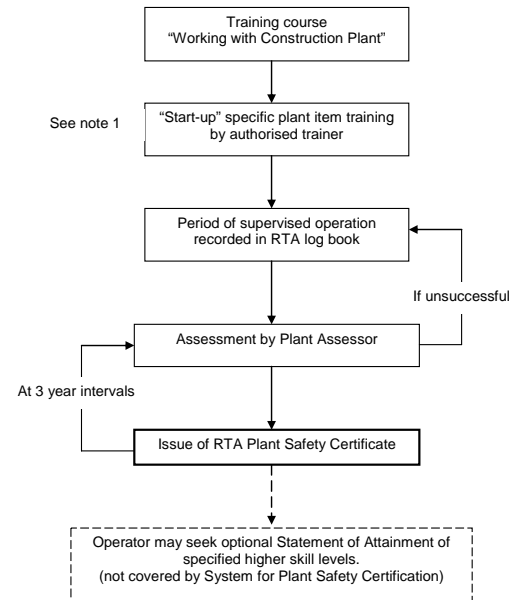 Training course
“Working with Construction Plant”
See note 1
“Start-up” specific plant item training
by authorised trainer
Period of supervised operation
recorded in RTA log book
If unsuccessful
Assessment by Plant Assessor
At 3 year intervals
Issue of RTA Plant Safety Certificate
Operator may seek optional Statement of Attainment of
specified higher skill levels.
(not covered by System for Plant Safety Certification)